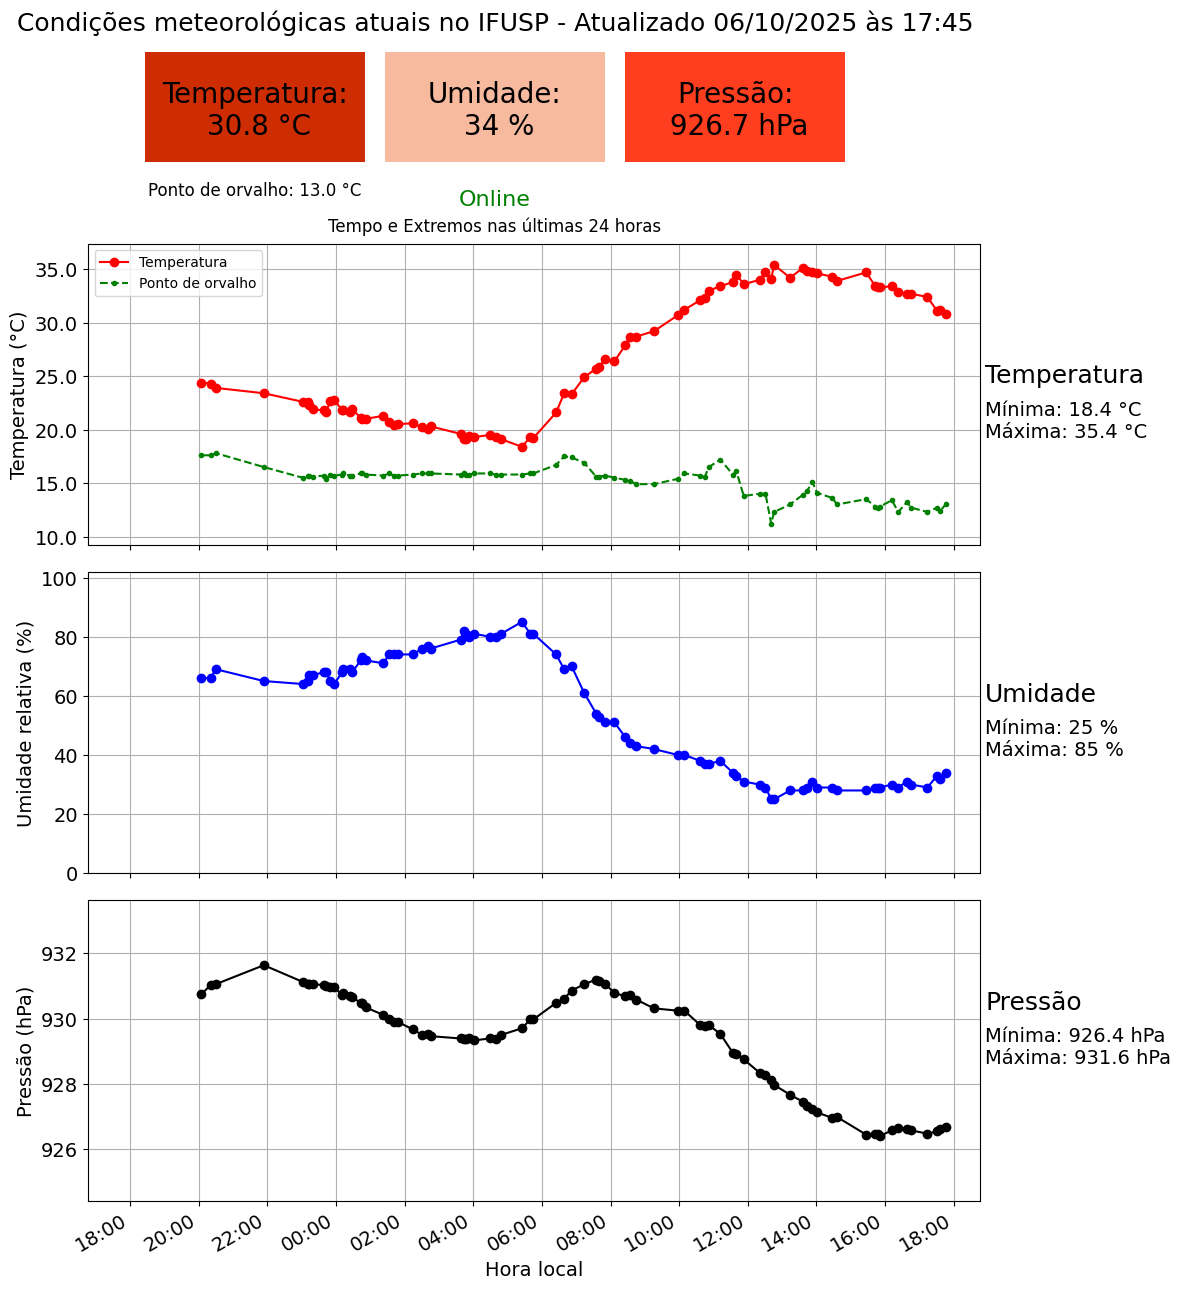 Condições meteorológicas atuais no IFUSP - Atualizado 06/10/2025 às 17:45
Temperatura:
30.8 °C
Umidade:
34 %
Pressão:
926.7 hPa
Ponto de orvalho: 13.0 °C
Online
Tempo e Extremos nas últimas 24 horas
Temperatura
Ponto de orvalho
Temperatura (°C)
35.0
30.0
25.0
20.0
15.0
10.0
Temperatura
Mínima: 18.4 °C
Máxima: 35.4 °C
Umidade relativa (%)
100
80
60
40
20
0
Umidade
Mínima: 25 %
Máxima: 85 %
Pressão (hPa)
932
930
928
926
Pressão
Mínima: 926.4 hPa
Máxima: 931.6 hPa
18:00
20:00
22:00
00:00
02:00
04:00
06:00
08:00
10:00
12:00
14:00
16:00
18:00
Hora local